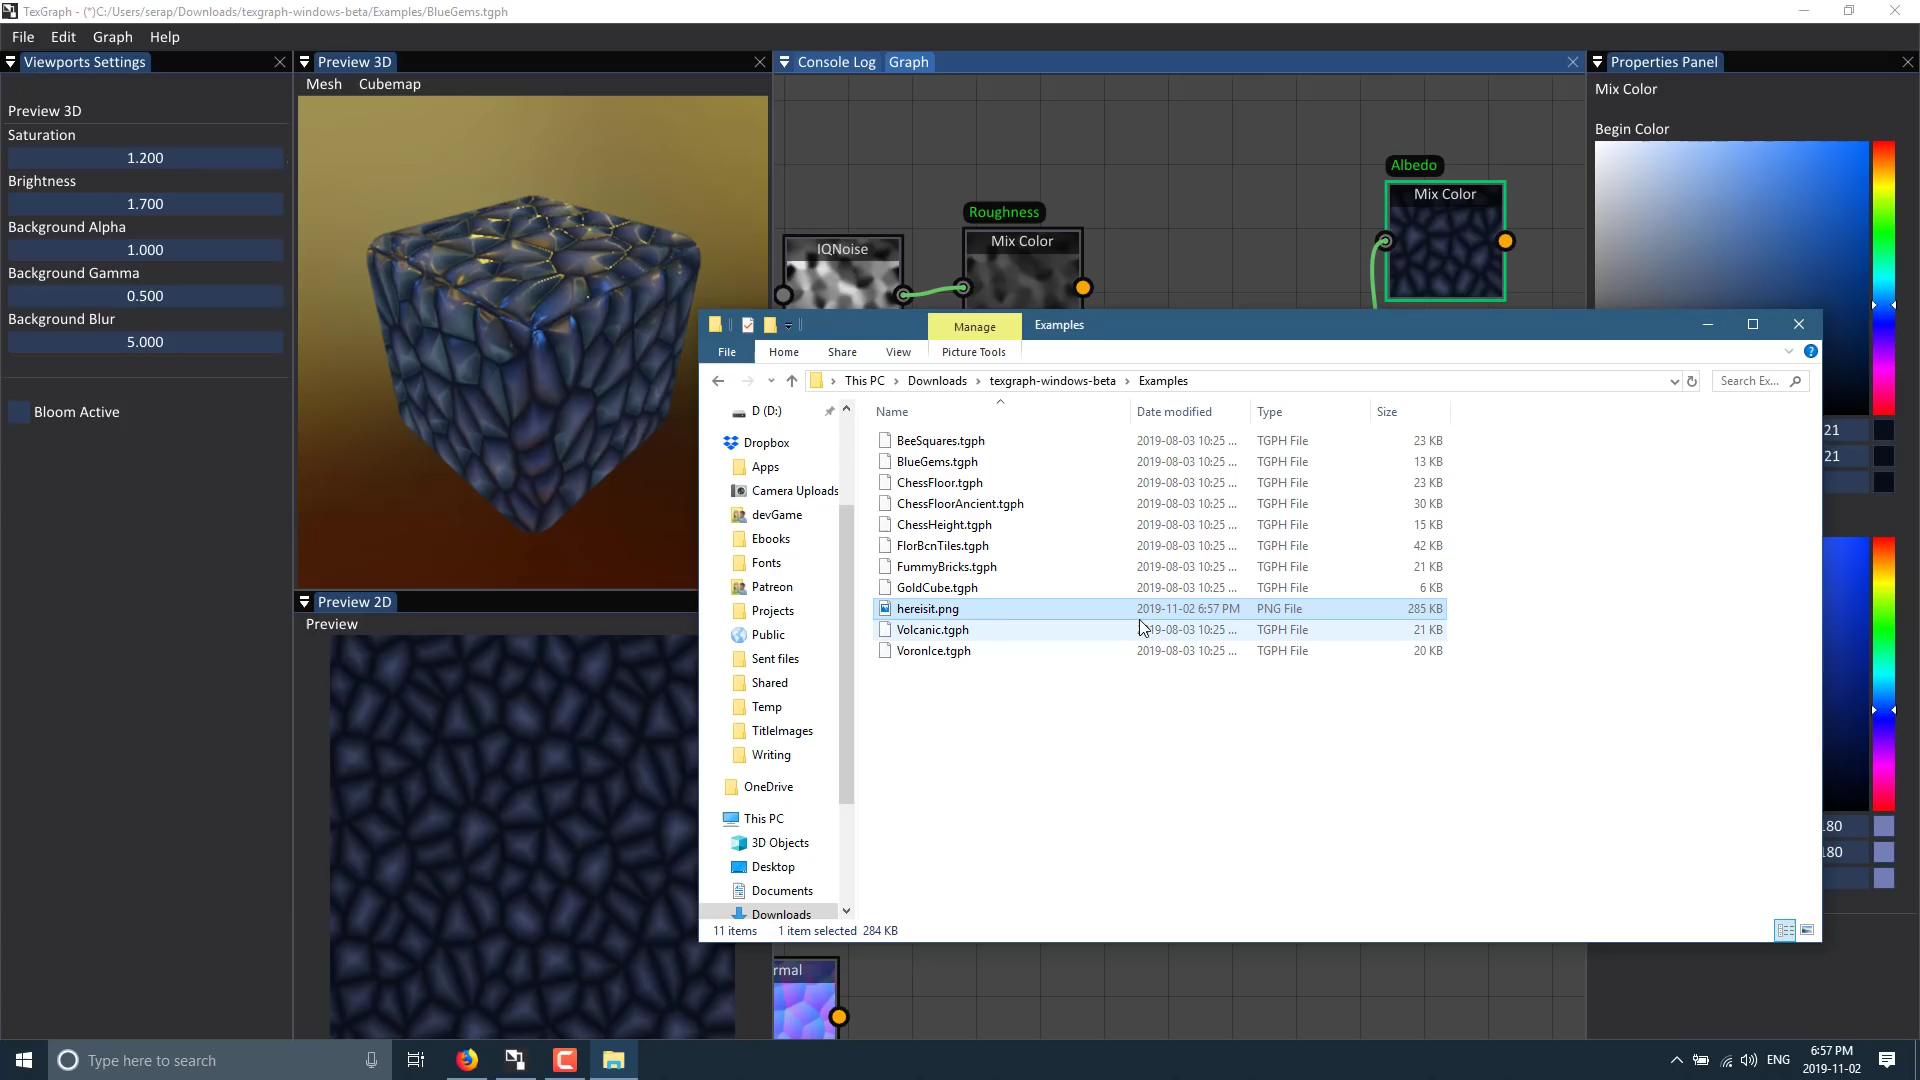 TexGraph - (*)C:/Users/serap/Downloads/texgraph-windows-beta/Examples/BlueGems.tgph
File Edit Graph Help
Viewports Settings
Preview 3D
Saturation
1.200
Brightness
1.700
Background Alpha
1.000
Background Gamma
0.500
Background Blur
5.000
Bloom Active
Preview 3D
Mesh Cubemap
Preview 2D
Preview
Console Log Graph
IQNoise
Roughness
Mix Color
Albedo
Mix Color
rmal
Properties Panel
Mix Color
Begin Color
21
21
180
180
Manage Examples
File Home Share View Picture Tools
This PC Downloads texgraph-windows-beta Examples
Search Ex...
D (D:)
Dropbox
Apps
Camera Uploads
devGame
Ebooks
Fonts
Patreon
Projects
Public
Sent files
Shared
Temp
TitleImages
Writing
OneDrive
This PC
3D Objects
Desktop
Documents
Downloads
Name Date modified Type Size
BeeSquares.tgph 2019-08-03 10:25 ... TGPH File 23 KB
BlueGems.tgph 2019-08-03 10:25 ... TGPH File 13 KB
ChessFloor.tgph 2019-08-03 10:25 ... TGPH File 23 KB
ChessFloorAncient.tgph 2019-08-03 10:25 ... TGPH File 30 KB
ChessHeight.tgph 2019-08-03 10:25 ... TGPH File 15 KB
FlorBcnTiles.tgph 2019-08-03 10:25 ... TGPH File 42 KB
FummyBricks.tgph 2019-08-03 10:25 ... TGPH File 21 KB
GoldCube.tgph 2019-08-03 10:25 ... TGPH File 6 KB
hereisit.png 2019-11-02 6:57 PM PNG File 285 KB
Volcanic.tgph 2019-08-03 10:25 ... TGPH File 21 KB
VoronIce.tgph 2019-08-03 10:25 ... TGPH File 20 KB
11 items 1 item selected 284 KB
Type here to search
ENG
6:57 PM
2019-11-02